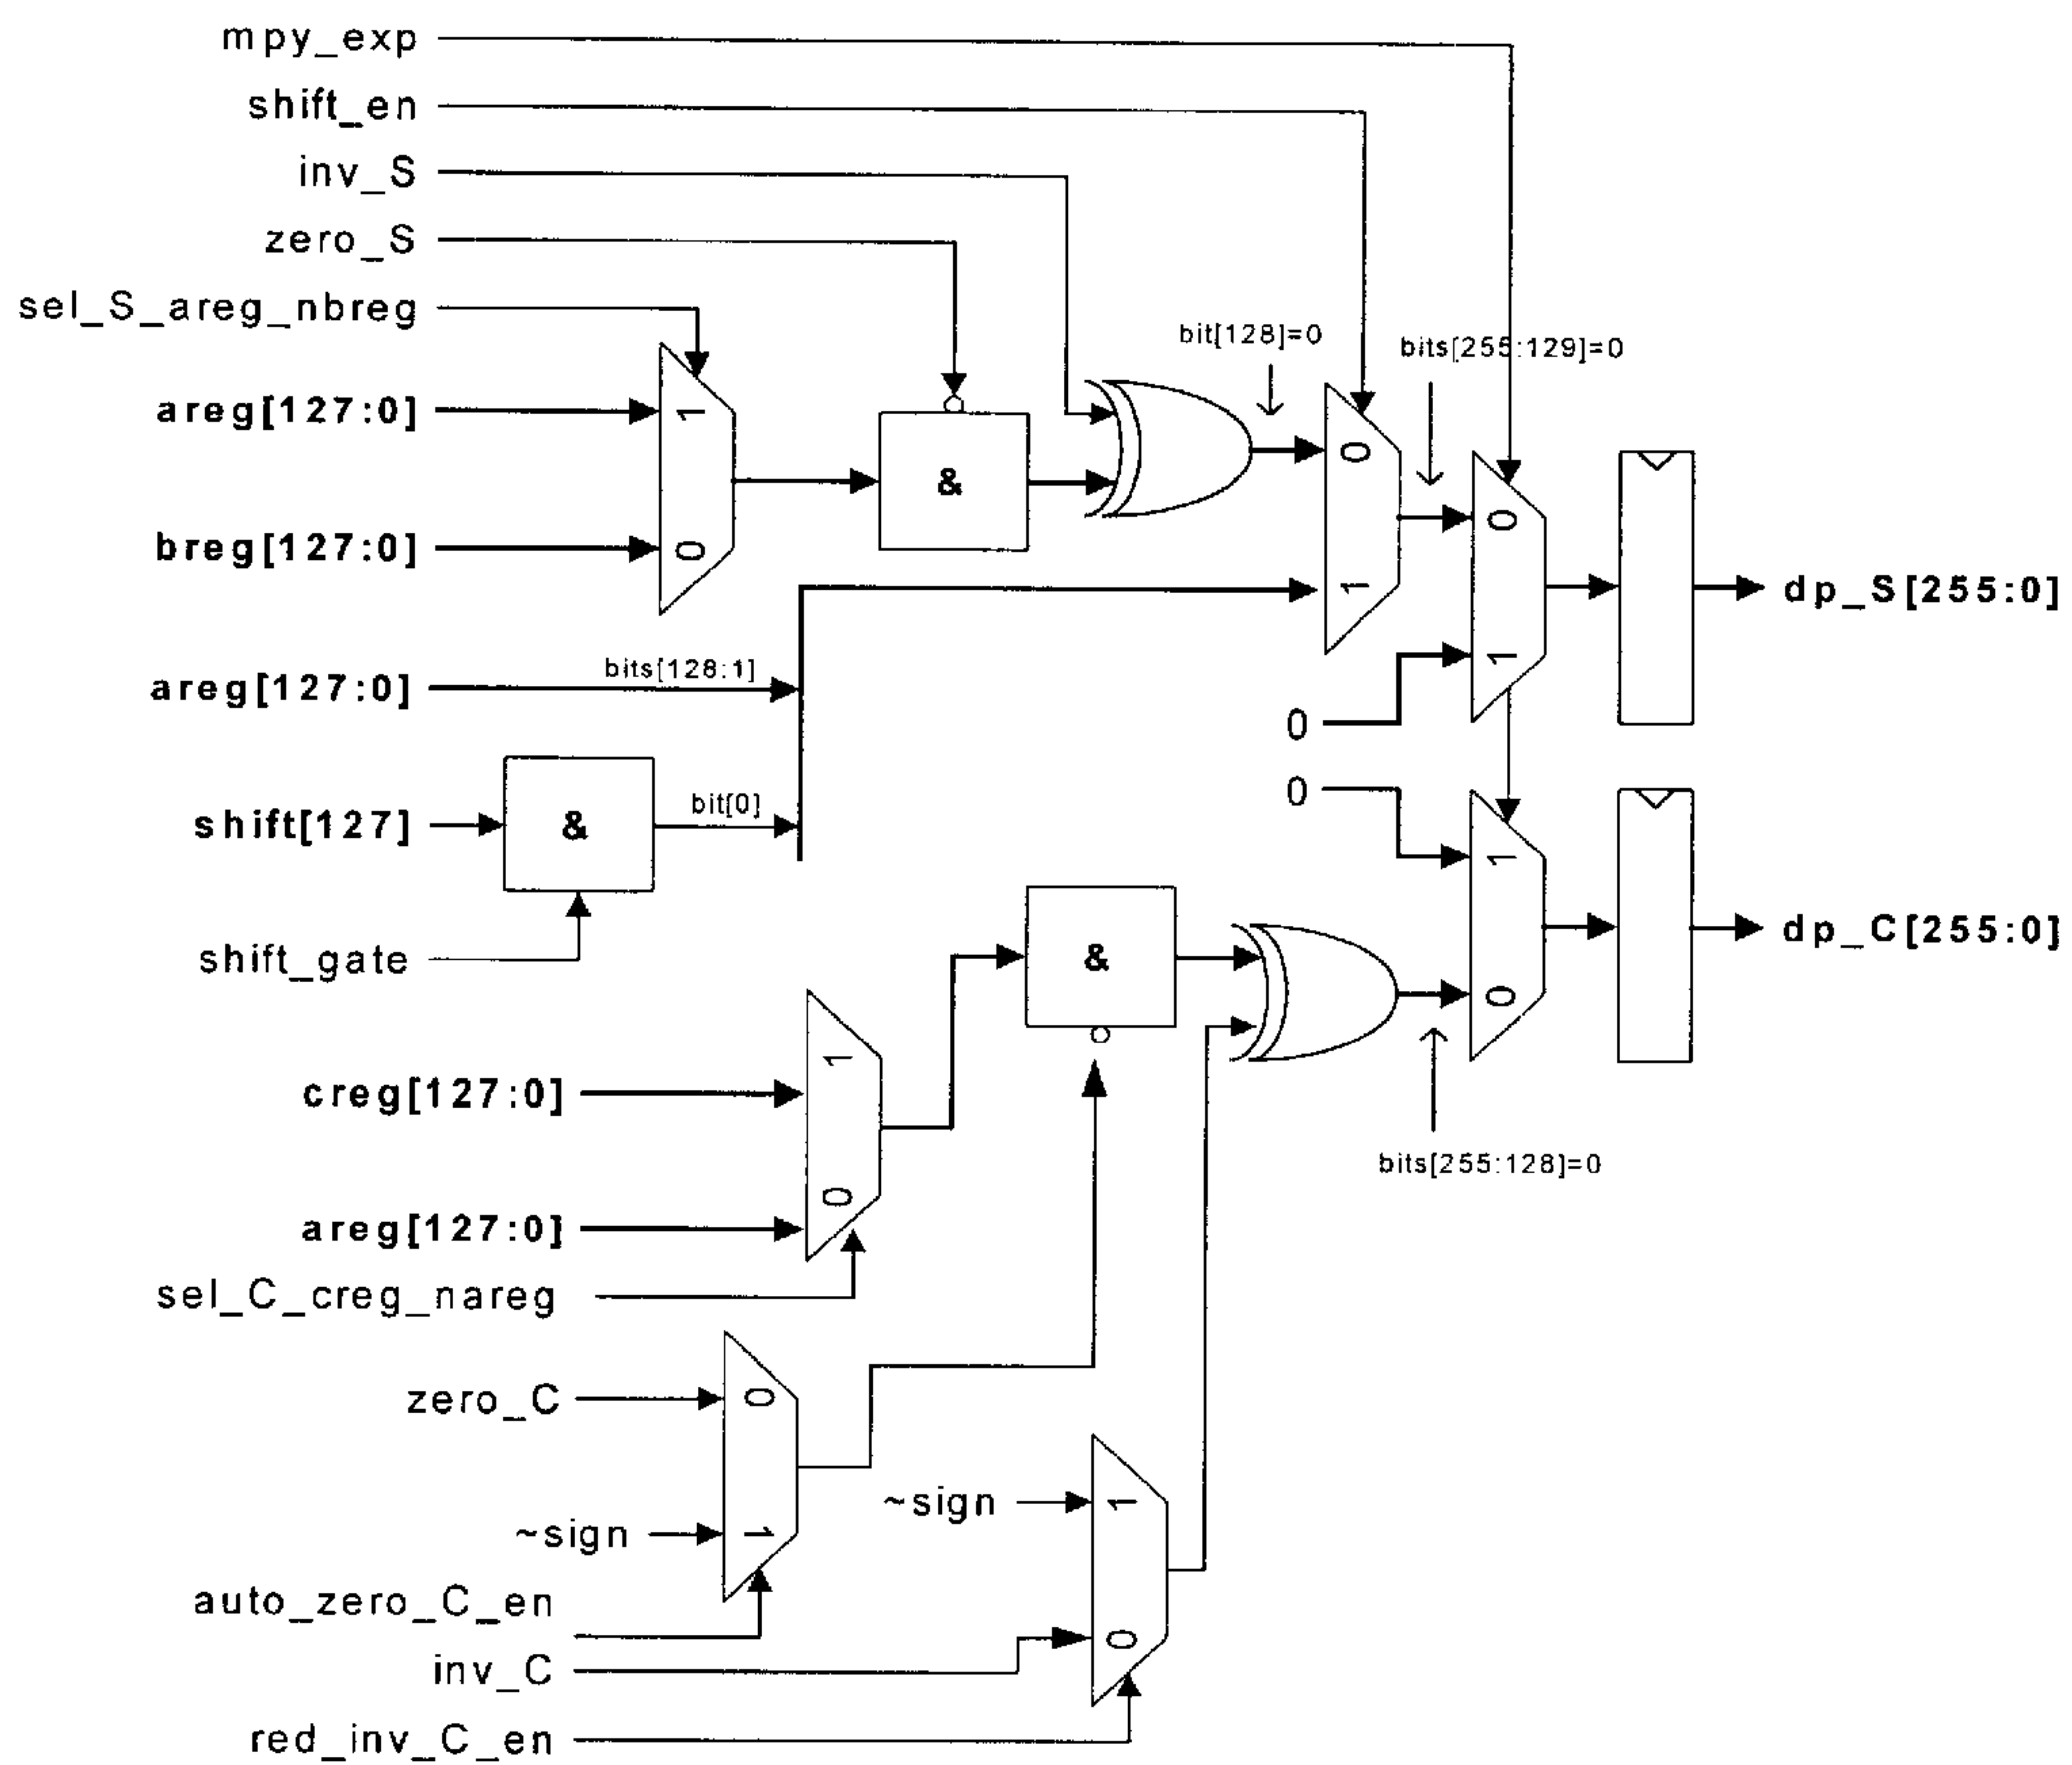 mpy_exp
shift_en
inv_S
zero_S
sel_S_areg_nbreg
bit[128]=0
bits[255:129]=0
areg[127:0]
1
0
&
breg[127:0]
0
0
1
dp_S[255:0]
bits[128:1]
areg[127:0]
1
0
0
shift[127]
&
bit[0]
1
shift_gate
&
dp_C[255:0]
0
creg[127:0]
1
bits[255:128]=0
areg[127:0]
0
sel_C_creg_nareg
zero_C
0
~sign
1
~sign
1
auto_zero_C_en
inv_C
0
red_inv_C_en